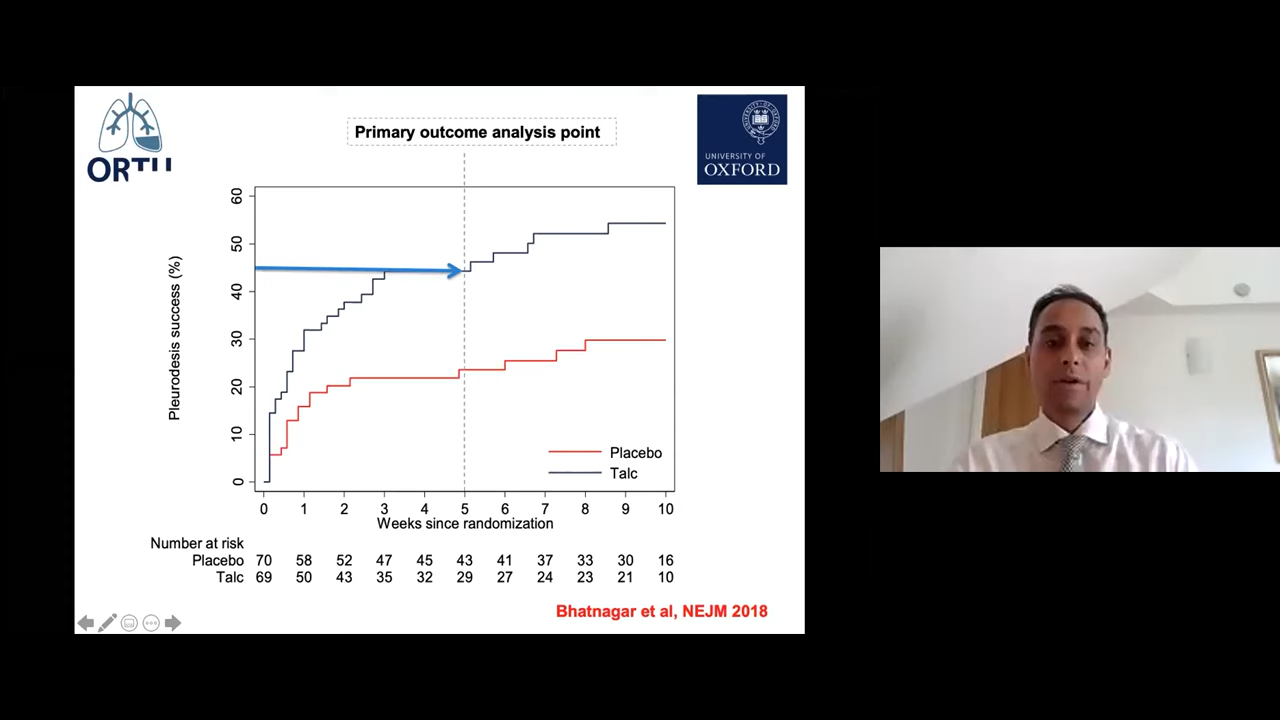 ORTU
Primary outcome analysis point
UNIVERSITY OF
OXFORD
Pleurodesis success (%)
60
50
40
30
20
10
0
Placebo
Talc
0 1 2 3 4 5 6 7 8 9 10
Weeks since randomization
Number at risk
Placebo 70 58 52 47 45 43 41 37 33 30 16
Talc 69 50 43 35 32 29 27 24 23 21 10
Bhatnagar et al, NEJM 2018